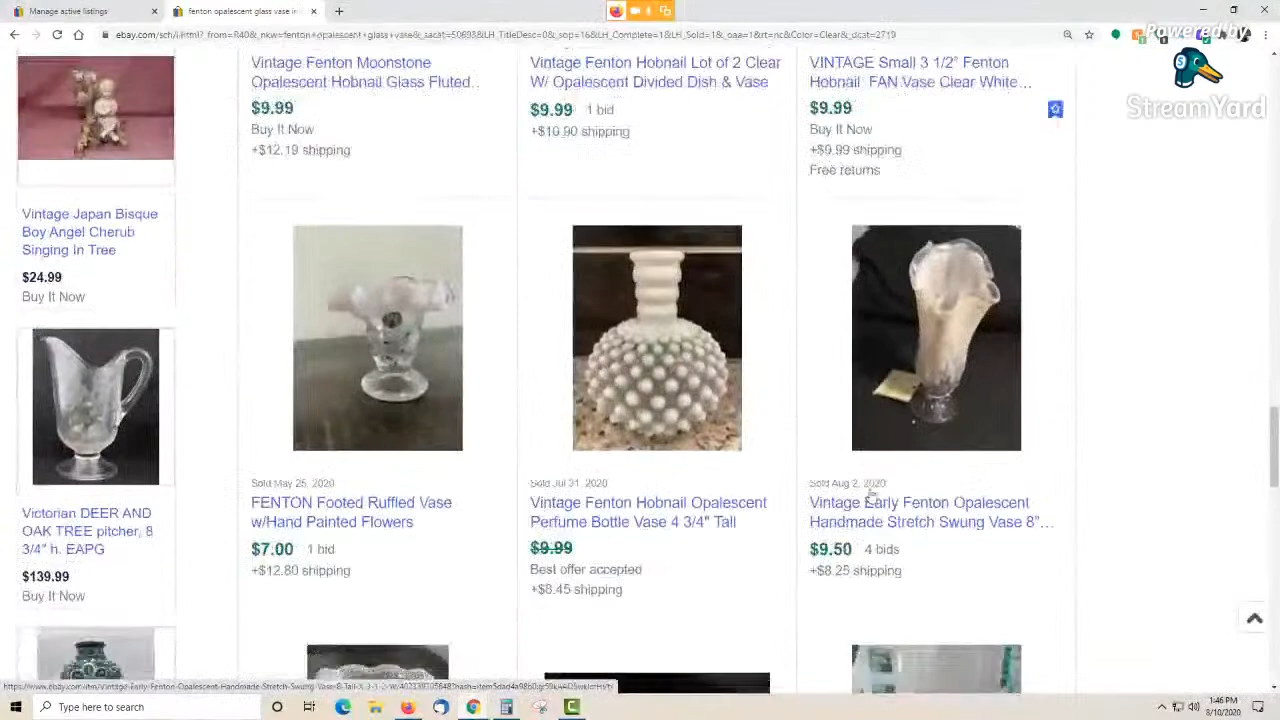 Manage active listings
fenton opalescent glass vase in
Powered by
StreamYard
Vintage Japan Bisque
Boy Angel Cherub
Singing In Tree
$24.99
Buy It Now
Victorian DEER AND
OAK TREE pitcher, 8
3/4" h. EAPG
$139.99
Buy It Now
Vintage Fenton Moonstone
Opalescent Hobnail Glass Fluted...
$9.99
Buy It Now
+$12.19 shipping
Vintage Fenton Hobnail Lot of 2 Clear
W/ Opalescent Divided Dish & Vase
$9.99 1 bid
+$10.90 shipping
VINTAGE Small 3 1/2" Fenton
Hobnail FAN Vase Clear White...
$9.99
Buy It Now
+$9.99 shipping
Free returns
Sold May 25, 2020
FENTON Footed Ruffled Vase
w/Hand Painted Flowers
$7.00 1 bid
+$12.80 shipping
Sold Jul 31, 2020
Vintage Fenton Hobnail Opalescent
Perfume Bottle Vase 4 3/4" Tall
$9.99
Best offer accepted
+$8.45 shipping
Sold Aug 2, 2020
Vintage Early Fenton Opalescent
Handmade Stretch Swung Vase 8"...
$9.50 4 bids
+$8.25 shipping
Type here to search
1:46 PM
8/10/2020